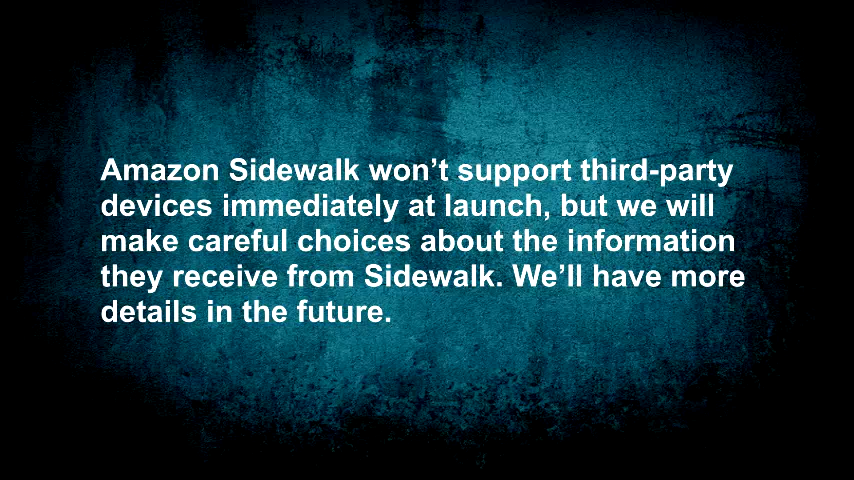 Amazon Sidewalk won’t support third-party
devices immediately at launch, but we will
make careful choices about the information
they receive from Sidewalk. We’ll have more
details in the future.